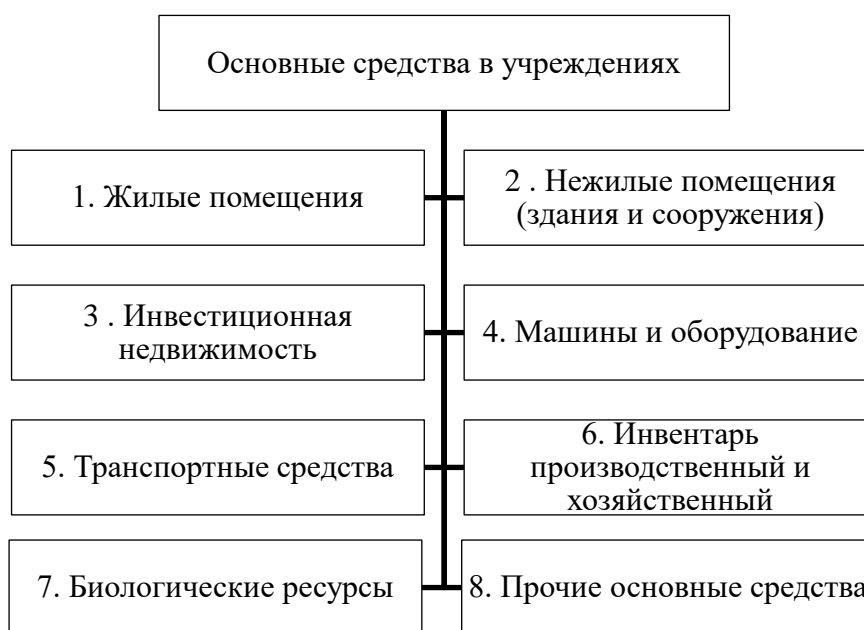 Основные средства в учреждениях
1. Жилые помещения
2 . Нежилые помещения
(здания и сооружения)
3 . Инвестиционная
недвижимость
4. Машины и оборудование
5. Транспортные средства
6. Инвентарь
производственный и
хозяйственный
7. Биологические ресурсы
8. Прочие основные средства